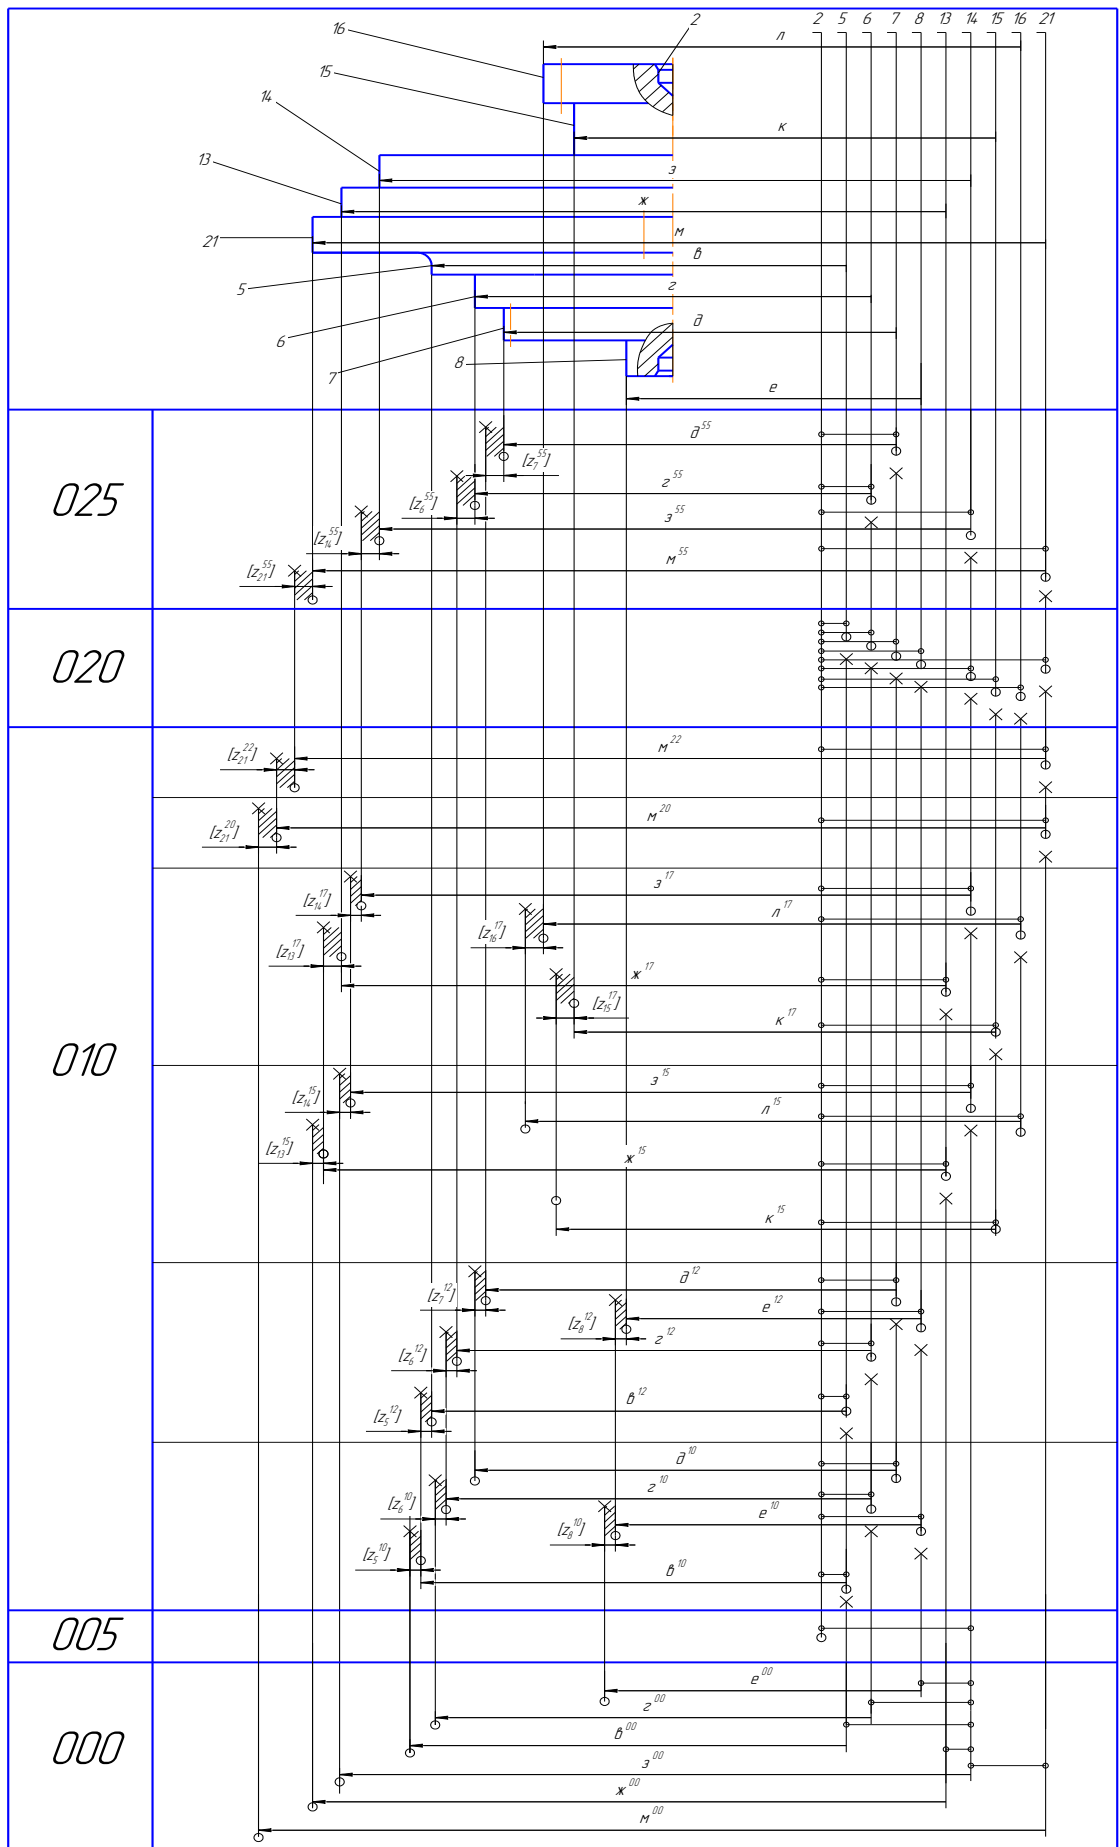 2 5 6 7 8 13 14 15 16 21
16
2
л
15
к
14
з
13
ж
21
м
в
5
г
6
д
7
8
е
025
д⁵⁵
[z₇⁵⁵]
г⁵⁵
[z₆⁵⁵]
з⁵⁵
[z₁₄⁵⁵]
м⁵⁵
[z₂₁⁵⁵]
020
010
м²²
[z₂₁²²]
м²⁰
[z₂₁²⁰]
з¹⁷
[z₁₄¹⁷]
л¹⁷
[z₁₆¹⁷]
[z₁₃¹⁷]
ж¹⁷
[z₁₅¹⁷]
к¹⁷
з¹⁵
[z₁₄¹⁵]
л¹⁵
[z₁₃¹⁵]
ж¹⁵
к¹⁵
д¹²
[z₇¹²]
е¹²
[z₈¹²]
г¹²
[z₆¹²]
в¹²
[z₅¹²]
д¹⁰
г¹⁰
[z₆¹⁰]
е¹⁰
[z₈¹⁰]
[z₅¹⁰]
в¹⁰
005
000
е⁰⁰
г⁰⁰
в⁰⁰
з⁰⁰
ж⁰⁰
м⁰⁰